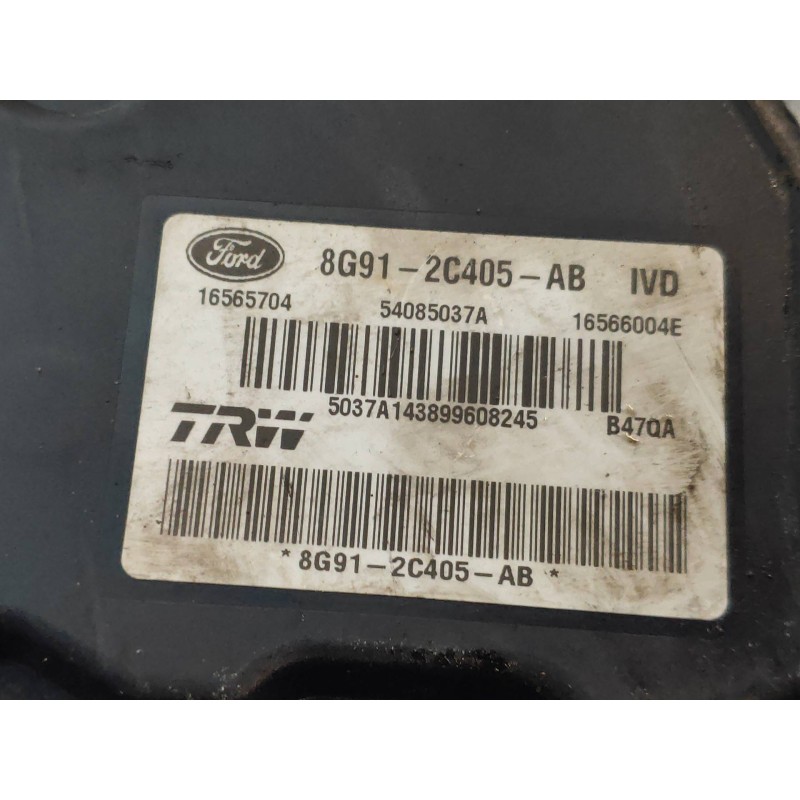 Ford 8G91-2C405-AB IVD
16565704 54085037A 16566004E
5037A143899608245 B47QA
TRW
*8G91-2C405-AB*